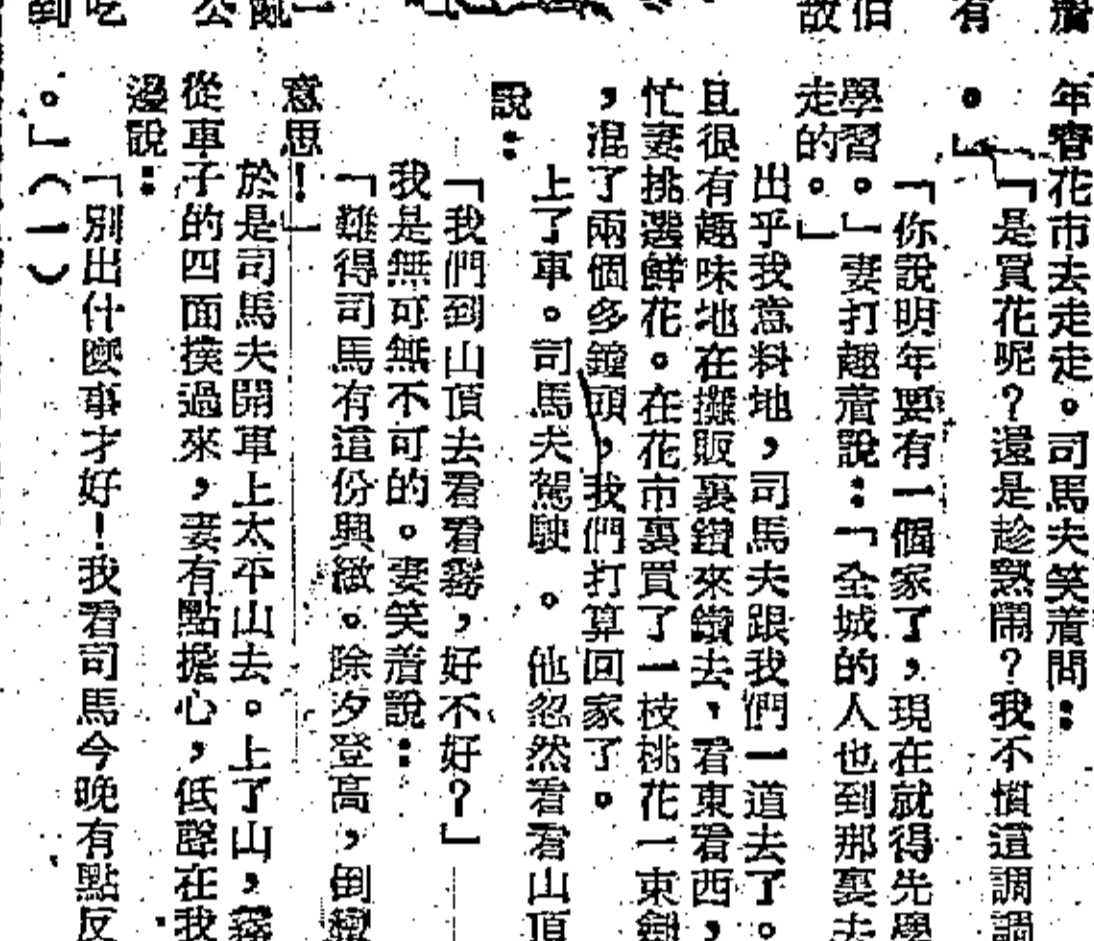 年宵花市去走走。司馬夫笑着問：
「是買花呢？還是趁熱鬧？我不慣這調調
。」
「你說明年要有一個家了，現在就得先學
學習。」妻打趣着說：「全城的人也到那裏去
走的。」
出乎我意料地，司馬夫跟我們一道去了。
且很有趣味地在攤販裏鑽來鑽去，看東看西，
忙妻挑選鮮花。在花市裏買了一枝桃花一束劍
，混了兩個多鐘頭，我們打算回家了。
上了車。司馬夫駕駛。他忽然看看山頂
說：
「我們到山頂去看看霧，好不好？」
我是無可無不可的。妻笑着說：
「難得司馬有這份興緻。除夕登高，倒蠻
意思！」
於是司馬夫開車上太平山去。上了山，霧
從車子的四面撲過來，妻有點擔心，低聲在我
邊說：
「別出什麼事才好！我看司馬今晚有點反
。」（一）